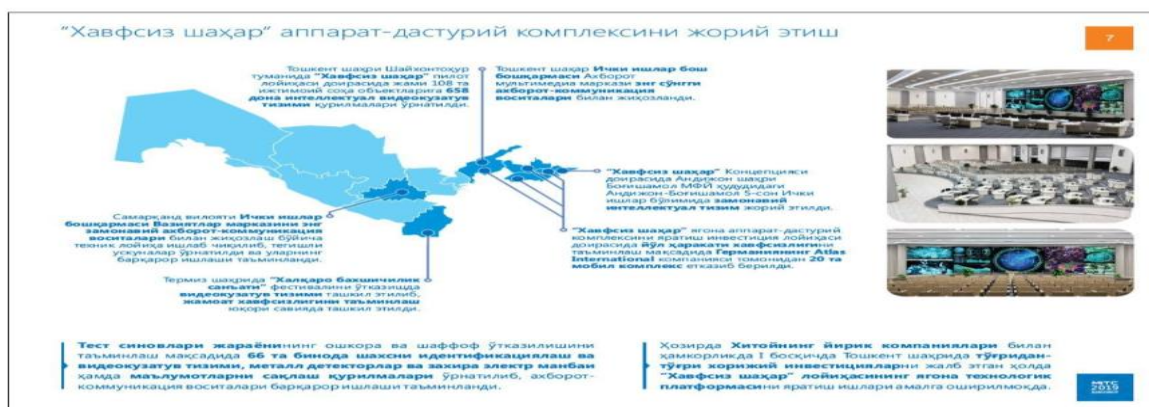 "Хавфсиз шаҳар" аппарат-дастурий комплексини жорий этиш
7
Тошкент шаҳри Шайхонтоҳур
туманида "Хавфсиз шаҳар" пилот
лойиҳаси доирасида жами 108 та
ижтимоий соҳа объектларига 658
дона интеллектуал видеокузатув
тизими қурилмалари ўрнатилди.
Тошкент шаҳар Ички ишлар бош
бошқармаси Ахборот
мультимедиа маркази энг сўнгги
ахборот-коммуникация
воситалари билан жиҳозланди.
"Хавфсиз шаҳар" Концепцияси
доирасида Андижон шаҳри
Боғишамол МФЙ ҳудудидаги
Андижон-Боғишамол 5-сон Ички
ишлар бўлимида замонавий
интеллектуал тизим жорий этилди.
Самарқанд вилояти Ички ишлар
бошқармаси Вазиятлар марказини энг
замонавий ахборот-коммуникация
воситалари билан жиҳозлаш бўйича
техник лойиҳа ишлаб чиқилиб, тегишли
ускуналар ўрнатилди ва уларнинг
барқарор ишлаши таъминланди.
"Хавфсиз шаҳар" ягона аппарат-дастурий
комплексини яратиш инвестиция лойиҳаси
доирасида йўл ҳаракати хавфсизлигини
таъминлаш мақсадида Германиянинг Atlas
International компанияси томонидан 20 та
мобил комплекс етказиб берилди.
Термиз шаҳрида "Халқаро бахшичилик
санъати" фестивалини ўтказишда
видеокузатув тизими ташкил этилиб,
жамоат хавфсизлигини таъминлаш
юқори савияда ташкил этилди.
Тест синовлари жараёнининг ошкора ва шаффоф ўтказилишини
таъминлаш мақсадида 66 та бинода шахсни идентификациялаш ва
видеокузатув тизими, металл детекторлар ва захира электр манбаи
ҳамда маълумотларни сақлаш қурилмалари ўрнатилиб, ахборот-
коммуникация воситалари барқарор ишлаши таъминланди.
Ҳозирда Хитойнинг йирик компаниялари билан
ҳамкорликда I босқичда Тошкент шаҳрида тўғридан-
тўғри хорижий инвестицияларни жалб этган ҳолда
"Хавфсиз шаҳар" лойиҳасининг ягона технологик
платформасини яратиш ишлари амалга оширилмоқда.
MITC
2019